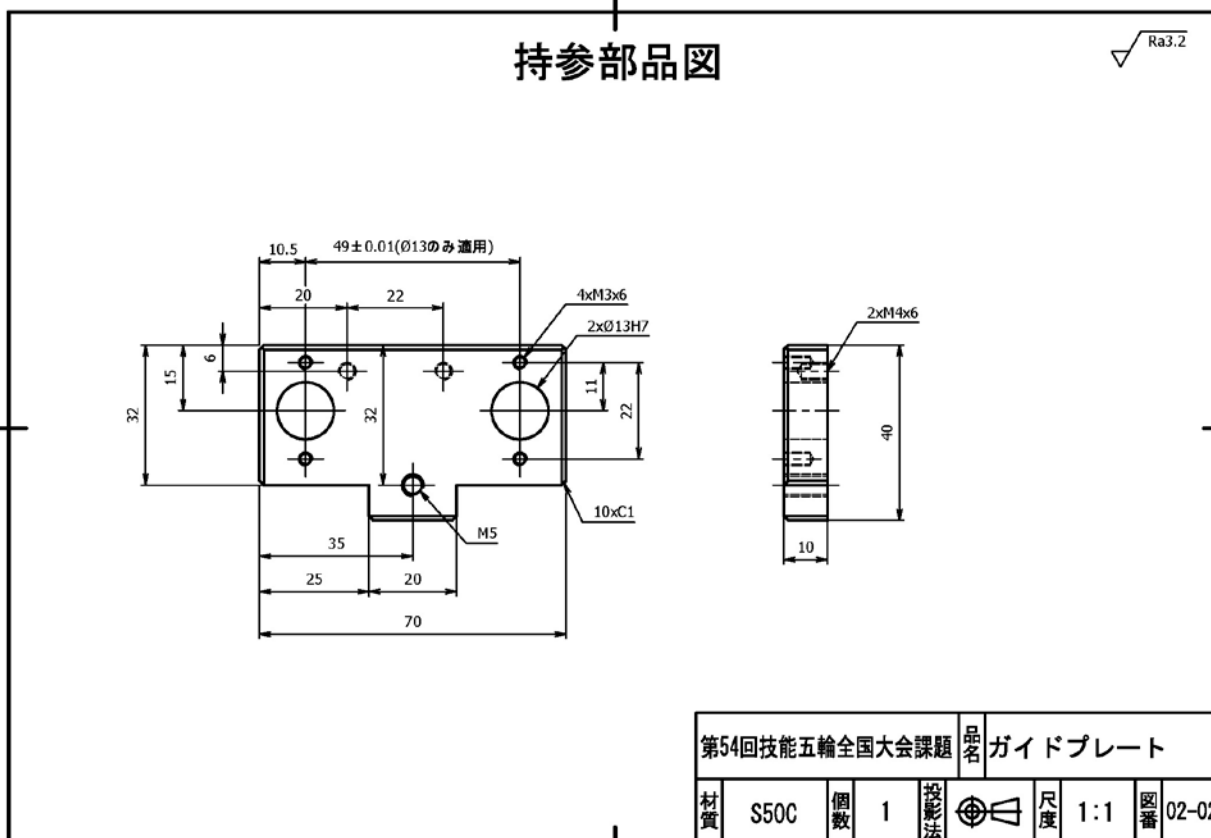 持参部品図
Ra3.2
10.5
49±0.01(Ø13のみ適用)
20
22
4xM3x6
2xØ13H7
2xM4x6
6
15
32
32
11
22
40
10xC1
M5
35
10
25
20
70
第54回技能五輪全国大会課題
品名
ガイドプレート
材質
S50C
個数
1
投影法
尺度
1:1
図番
02-02